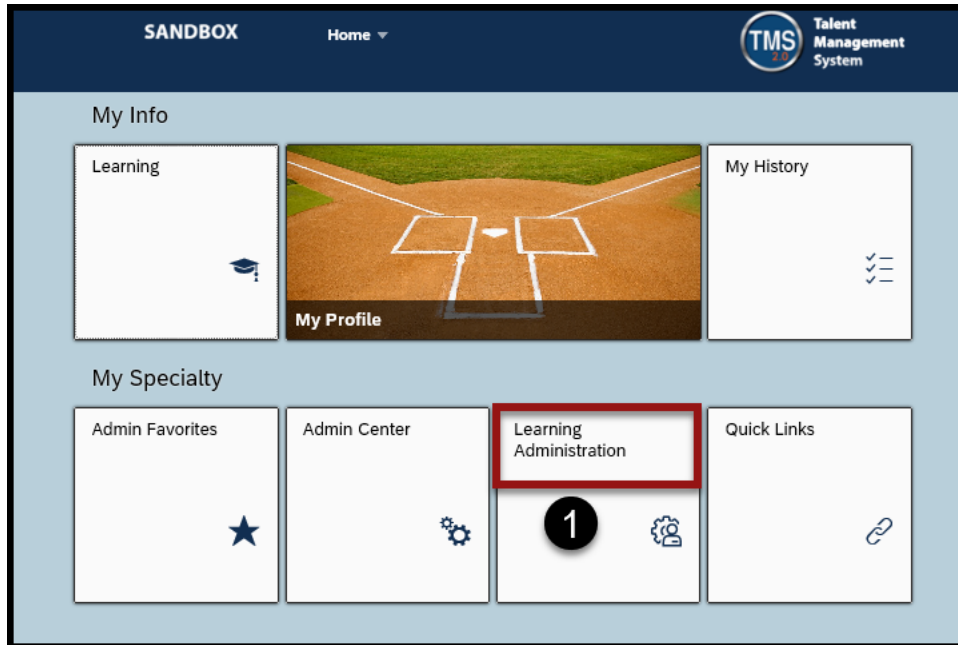 SANDBOX Home
TMS 2.0
Talent
Management
System
My Info
Learning
My Profile
My History
My Specialty
Admin Favorites
Admin Center
Learning
Administration
Quick Links
1